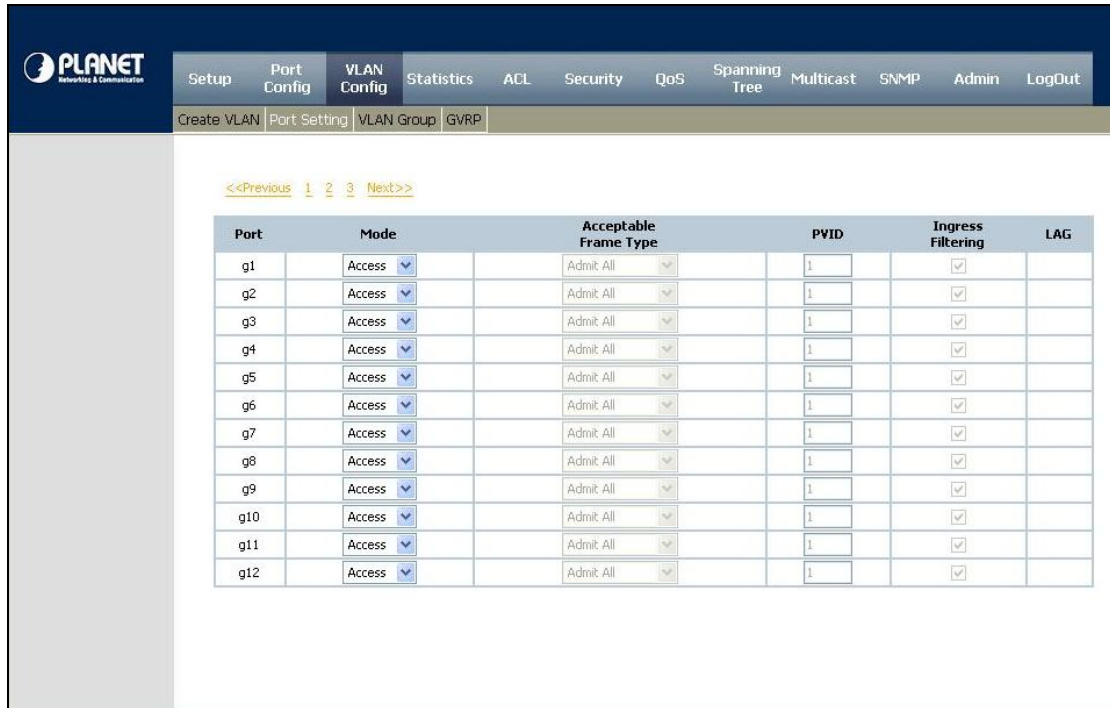 PLANET
Networking & Communication
Setup Port Config VLAN Config Statistics ACL Security QoS Spanning Tree Multicast SNMP Admin LogOut
Create VLAN Port Setting VLAN Group GVRP
<<Previous 1 2 3 Next>>
Port Mode Acceptable Frame Type PVID Ingress Filtering LAG
g1 Access Admit All 1
g2 Access Admit All 1
g3 Access Admit All 1
g4 Access Admit All 1
g5 Access Admit All 1
g6 Access Admit All 1
g7 Access Admit All 1
g8 Access Admit All 1
g9 Access Admit All 1
g10 Access Admit All 1
g11 Access Admit All 1
g12 Access Admit All 1